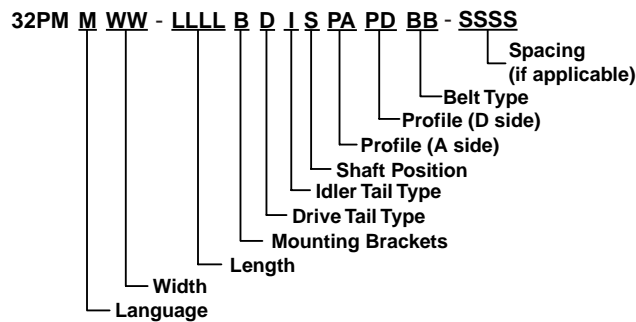 32PM M WW - LLLL B D I S PA PD BB - SSSS
Spacing
(if applicable)
Belt Type
Profile (D side)
Profile (A side)
Shaft Position
Idler Tail Type
Drive Tail Type
Mounting Brackets
Length
Width
Language